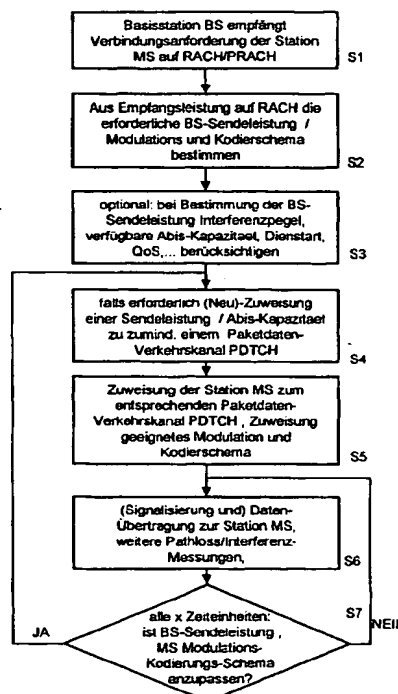 Basisstation BS empfängt
Verbindungsanforderung der Station
MS auf RACH/PRACH
S1
Aus Empfangsleistung auf RACH die
erforderliche BS-Sendeleistung /
Modulations und Kodierschema
bestimmen
S2
optional: bei Bestimmung der BS-
Sendeleistung Interferenzpegel,
verfügbare Abis-Kapazitaet, Dienstart,
QoS,... berücksichtigen
S3
falls erforderlich (Neu)-Zuweisung
einer Sendeleistung / Abis-Kapazitaet
zu zumind. einem Paketdaten-
Verkehrskanal PDTCH
S4
Zuweisung der Station MS zum
entsprechenden Paketdaten-
Verkehrskanal PDTCH , Zuweisung
geeignetes Modulation und
Kodierschema
S5
(Signalisierung und) Daten-
Übertragung zur Station MS,
weitere Pathloss/Interferenz-
Messungen,
S6
S7
alle x Zeiteinheiten:
ist BS-Sendeleistung ,
MS Modulations-
Kodierungs-Schema
anzupassen?
JA
NEIN